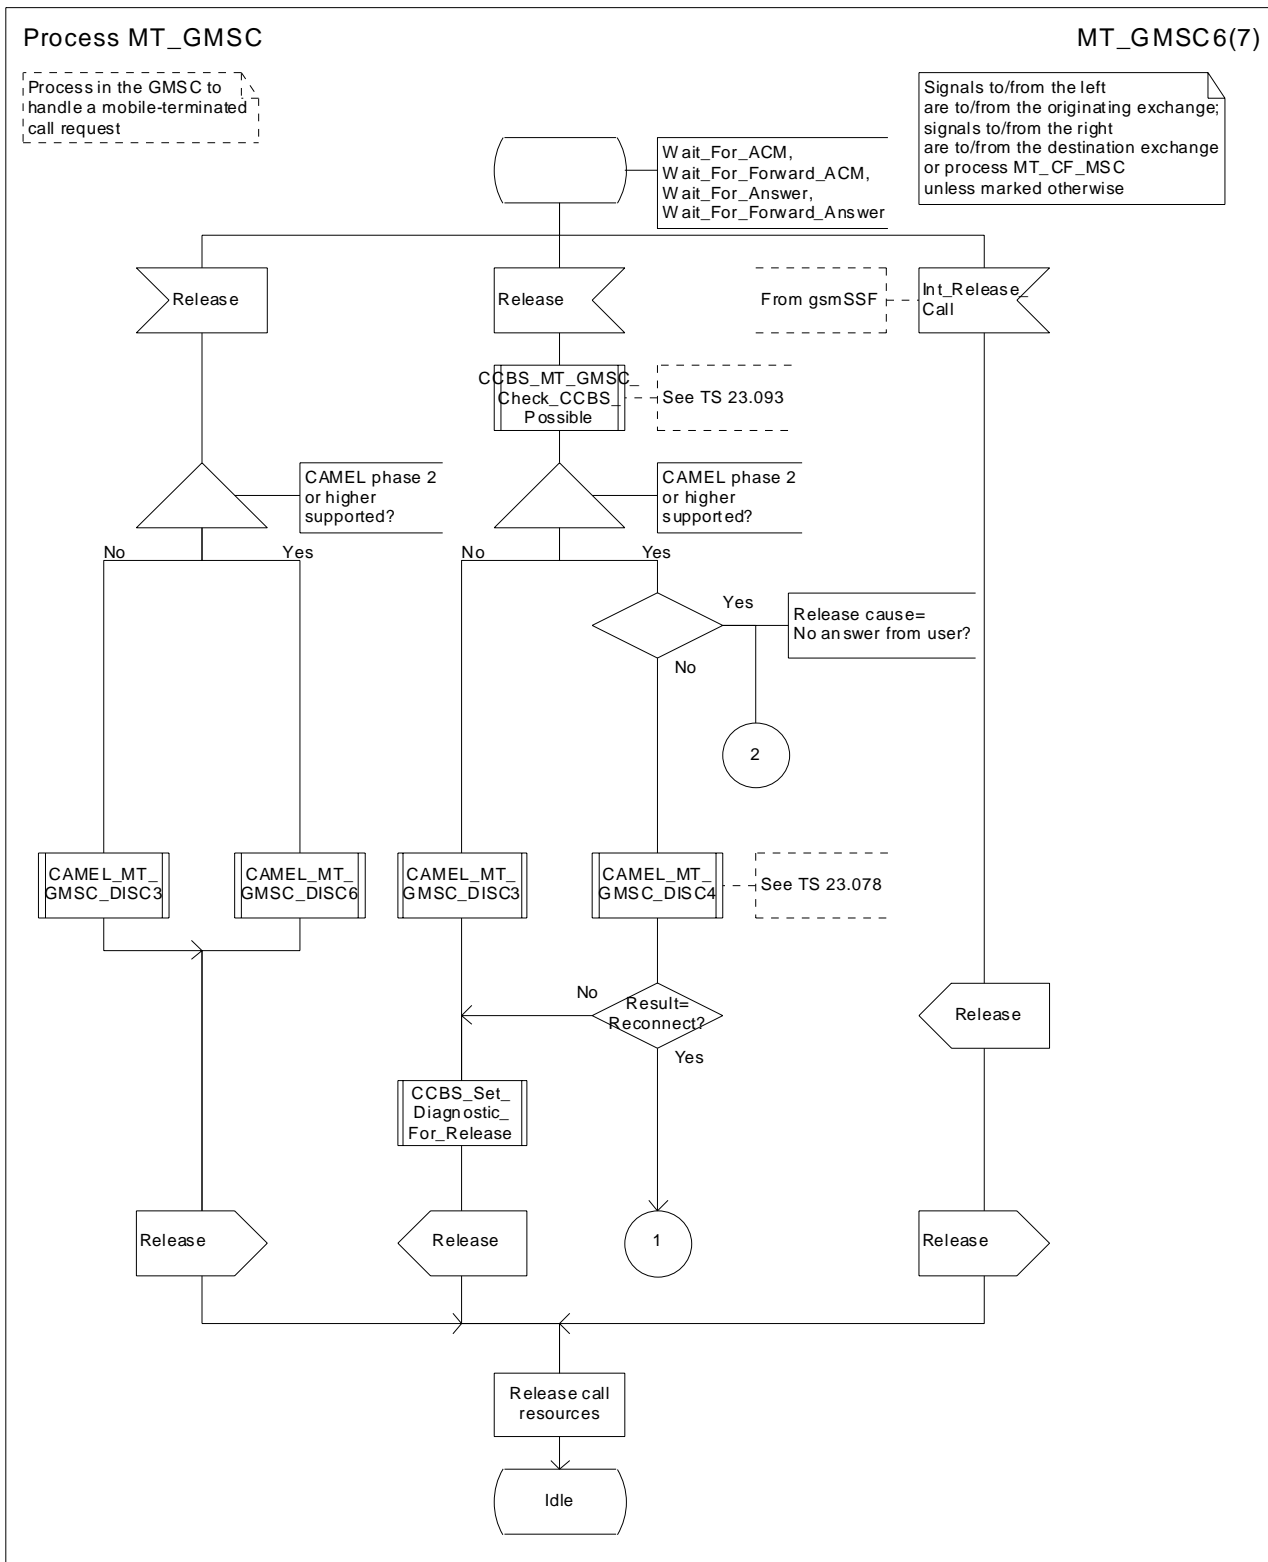 Process MT_GMSC
MT_GMSC6(7)
Process in the GMSC to
handle a mobile-terminated
call request
Signals to/from the left
are to/from the originating exchange;
signals to/from the right
are to/from the destination exchange
or process MT_CF_MSC
unless marked otherwise
Wait_For_ACM,
Wait_For_Forward_ACM,
Wait_For_Answer,
Wait_For_Forward_Answer
Release
Release
From gsmSSF
Int_Release_
Call
CCBS_MT_GMSC_
Check_CCBS_
Possible
See TS 23.093
CAMEL phase 2
or higher
supported?
CAMEL phase 2
or higher
supported?
No
Yes
No
Yes
Yes
Release cause=
No answer from user?
No
2
CAMEL_MT_
GMSC_DISC3
CAMEL_MT_
GMSC_DISC6
CAMEL_MT_
GMSC_DISC3
CAMEL_MT_
GMSC_DISC4
See TS 23.078
No
Result=
Reconnect?
Yes
Release
CCBS_Set_
Diagnostic_
For_Release
Release
Release
1
Release
Release call
resources
Idle